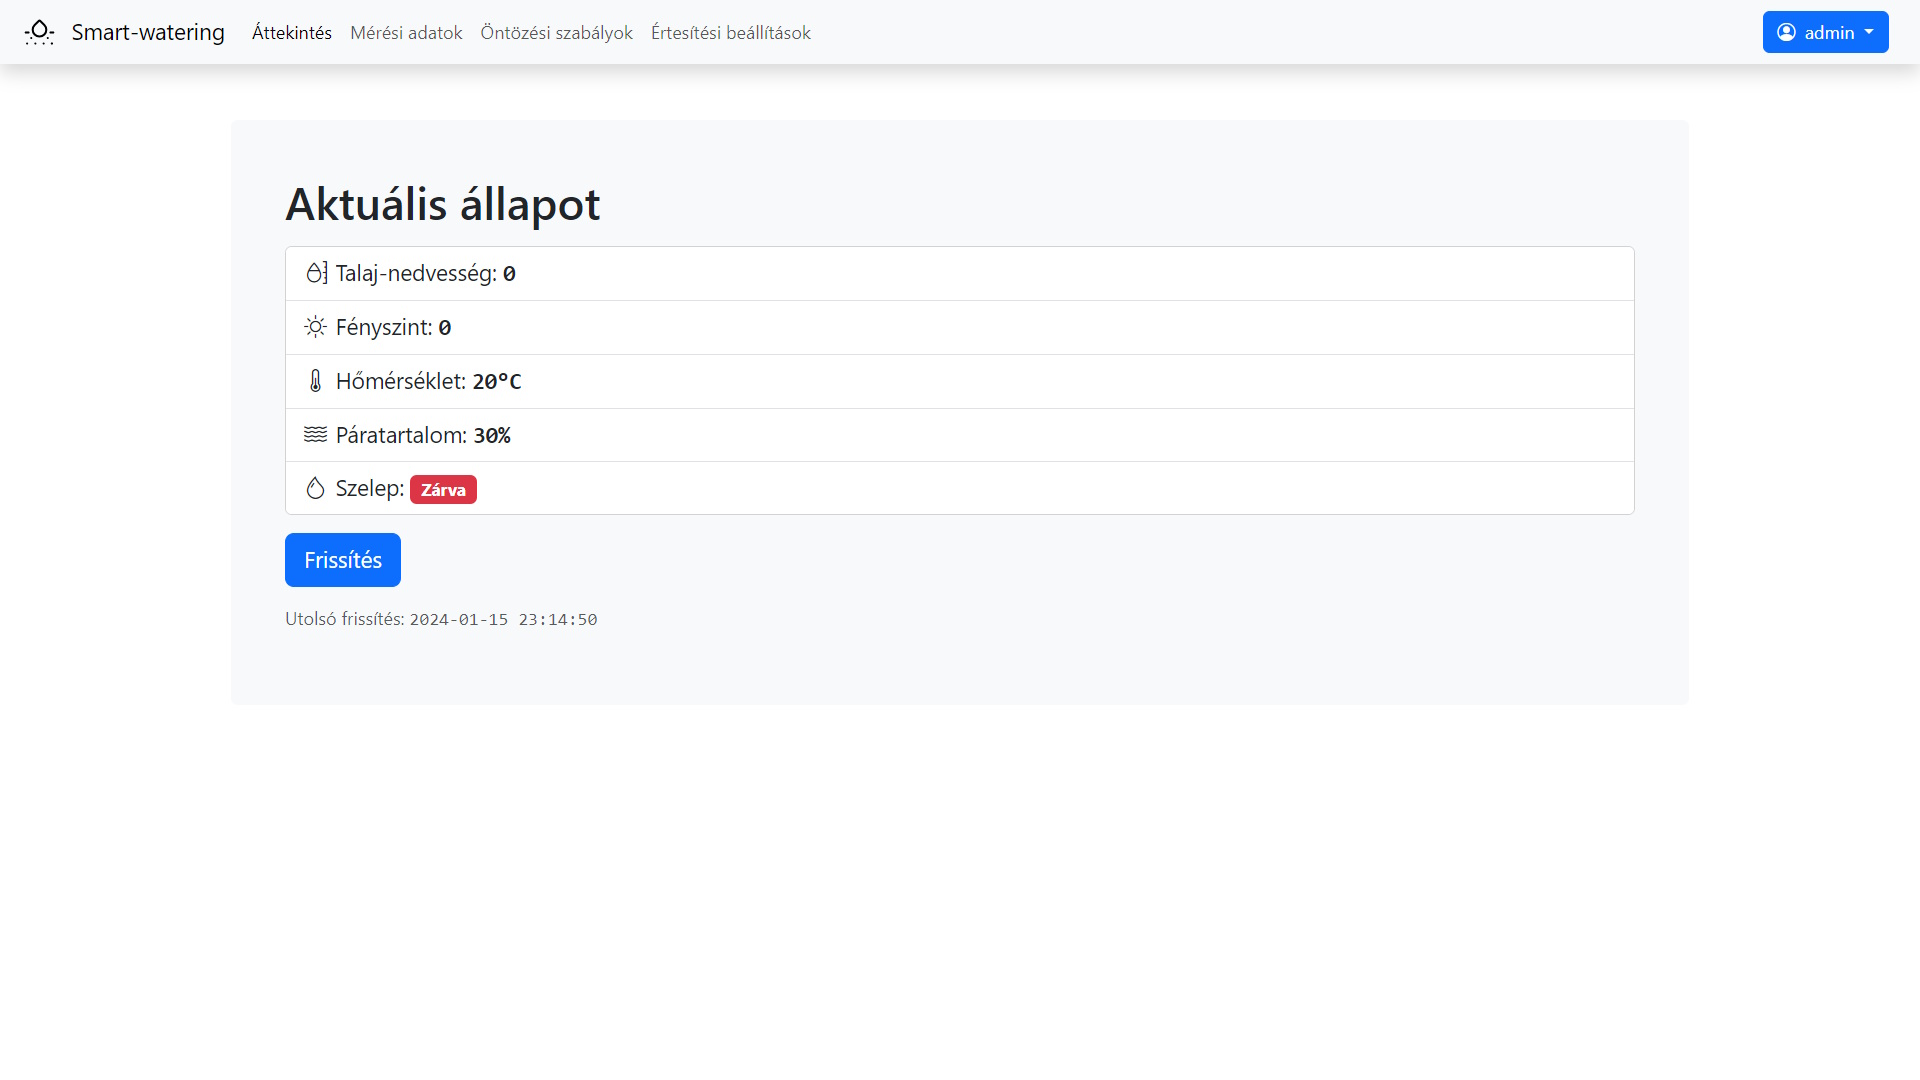 Smart-watering Áttekintés Mérési adatok Öntözési szabályok Értesítési beállítások admin
Aktuális állapot
Talaj-nedvesség: 0
Fényszint: 0
Hőmérséklet: 20°C
Páratartalom: 30%
Szelep: Zárva
Frissítés
Utolsó frissítés: 2024-01-15 23:14:50